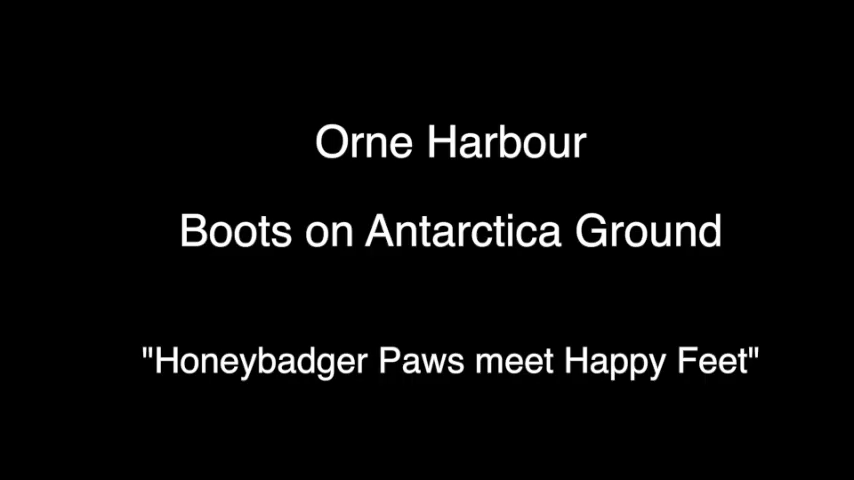 Orne Harbour
Boots on Antarctica Ground
"Honeybadger Paws meet Happy Feet"